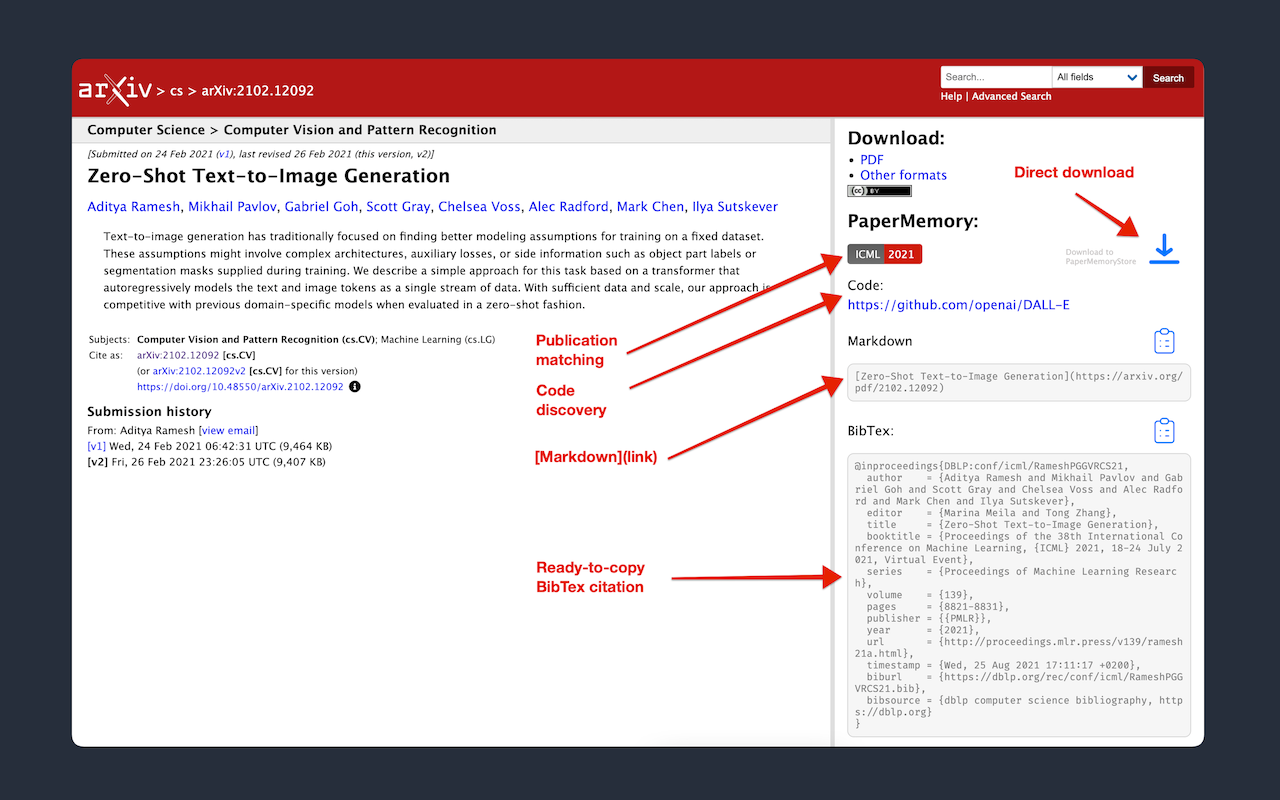 arXiv > cs > arXiv:2102.12092
Search...
All fields
Search
Help | Advanced Search
Computer Science > Computer Vision and Pattern Recognition
[Submitted on 24 Feb 2021 (v1), last revised 26 Feb 2021 (this version, v2)]
Zero-Shot Text-to-Image Generation
Aditya Ramesh, Mikhail Pavlov, Gabriel Goh, Scott Gray, Chelsea Voss, Alec Radford, Mark Chen, Ilya Sutskever
Text-to-image generation has traditionally focused on finding better modeling assumptions for training on a fixed dataset.
These assumptions might involve complex architectures, auxiliary losses, or side information such as object part labels or
segmentation masks supplied during training. We describe a simple approach for this task based on a transformer that
autoregressively models the text and image tokens as a single stream of data. With sufficient data and scale, our approach is
competitive with previous domain-specific models when evaluated in a zero-shot fashion.
Subjects: Computer Vision and Pattern Recognition (cs.CV); Machine Learning (cs.LG)
Cite as: arXiv:2102.12092 [cs.CV]
(or arXiv:2102.12092v2 [cs.CV] for this version)
https://doi.org/10.48550/arXiv.2102.12092
Submission history
From: Aditya Ramesh [view email]
[v1] Wed, 24 Feb 2021 06:42:31 UTC (9,464 KB)
[v2] Fri, 26 Feb 2021 23:26:05 UTC (9,407 KB)
Publication
matching
Code
discovery
[Markdown](link)
Ready-to-copy
BibTex citation
Download:
• PDF
• Other formats
(cc) BY
Direct download
PaperMemory:
ICML 2021
Download to
PaperMemoryStore
Code:
https://github.com/openai/DALL-E
Markdown
[Zero-Shot Text-to-Image Generation](https://arxiv.org/
pdf/2102.12092)
BibTex:
@inproceedings{DBLP:conf/icml/RameshPGGVRCS21,
author = {Aditya Ramesh and Mikhail Pavlov and Gab
riel Goh and Scott Gray and Chelsea Voss and Alec Radfo
rd and Mark Chen and Ilya Sutskever},
editor = {Marina Meila and Tong Zhang},
title = {Zero-Shot Text-to-Image Generation},
booktitle = {Proceedings of the 38th International Co
nference on Machine Learning, {ICML} 2021, 18-24 July 2
021, Virtual Event},
series = {Proceedings of Machine Learning Researc
h},
volume = {139},
pages = {8821-8831},
publisher = {{PMLR}},
year = {2021},
url = {http://proceedings.mlr.press/v139/ramesh
21a.html},
timestamp = {Wed, 25 Aug 2021 17:11:17 +0200},
biburl = {https://dblp.org/rec/conf/icml/RameshPGG
VRCS21.bib},
bibsource = {dblp computer science bibliography, http
s://dblp.org}
}